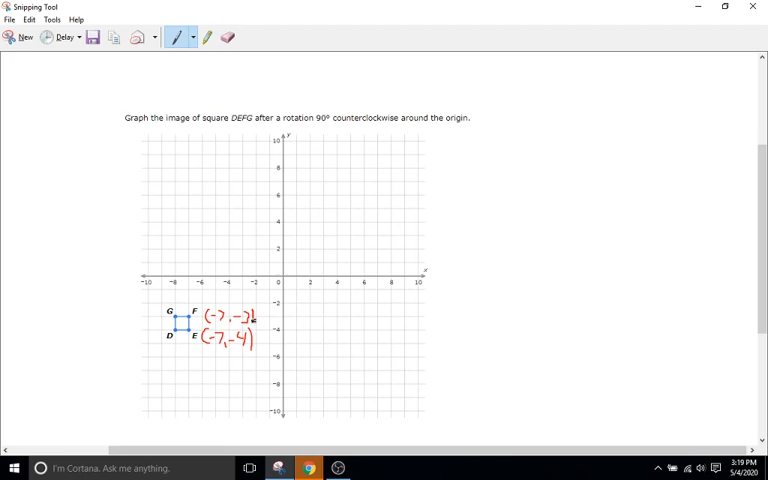 Snipping Tool
File Edit Tools Help
New Delay
Graph the image of square DEFG after a rotation 90° counterclockwise around the origin.
y
10
8
6
4
2
x
-10 -8 -6 -4 -2 0 2 4 6 8 10
-2
-4
-6
-8
-10
G F (-7,-3)
D E (-7,-4)
I'm Cortana. Ask me anything.
3:19 PM
5/4/2020